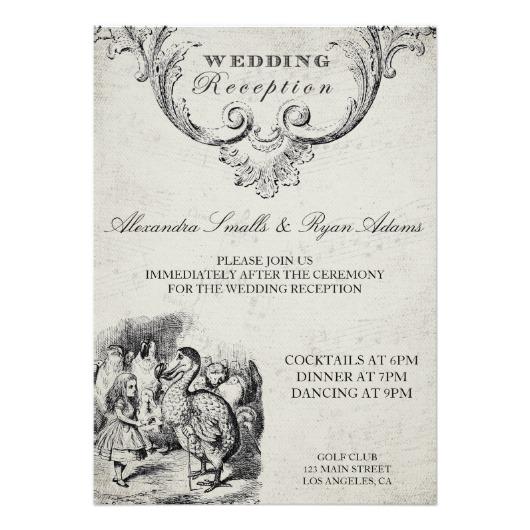 WEDDING
Reception
Alexandra Smalls & Ryan Adams
PLEASE JOIN US
IMMEDIATELY AFTER THE CEREMONY
FOR THE WEDDING RECEPTION
COCKTAILS AT 6PM
DINNER AT 7PM
DANCING AT 9PM
GOLF CLUB
123 MAIN STREET
LOS ANGELES, CA